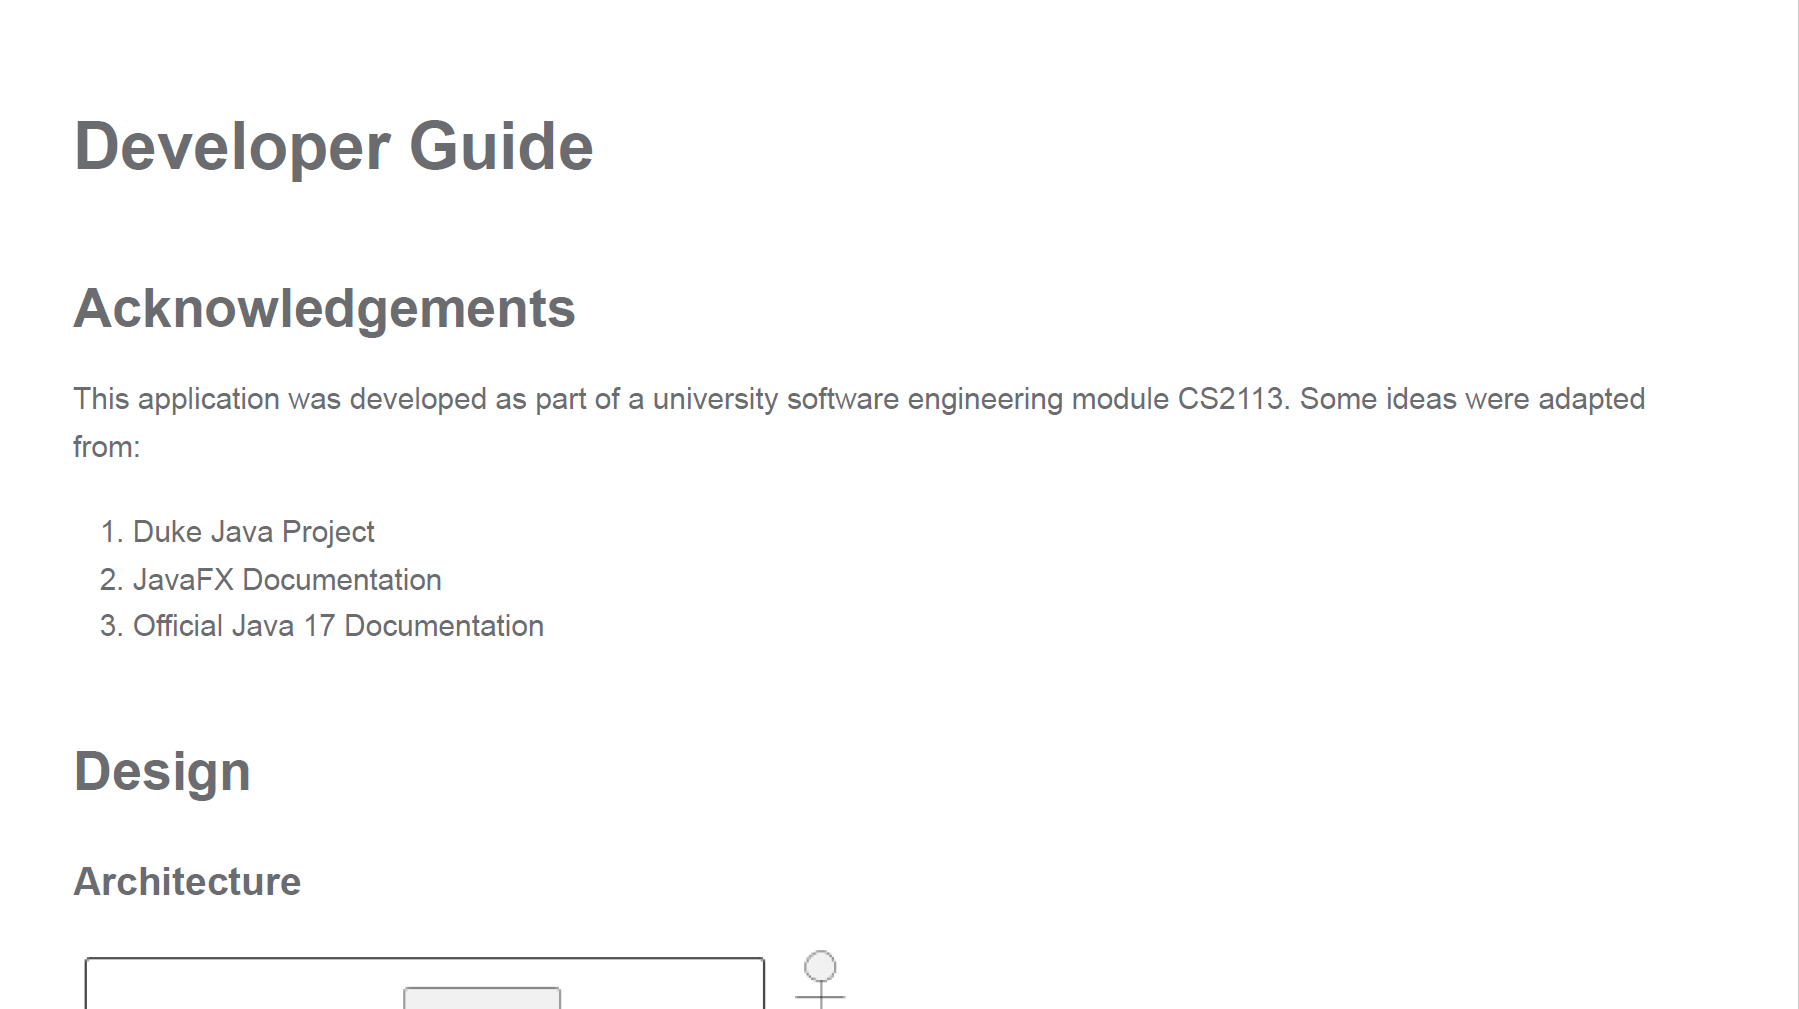 Developer Guide
Acknowledgements
This application was developed as part of a university software engineering module CS2113. Some ideas were adapted
from:
1. Duke Java Project
2. JavaFX Documentation
3. Official Java 17 Documentation
Design
Architecture